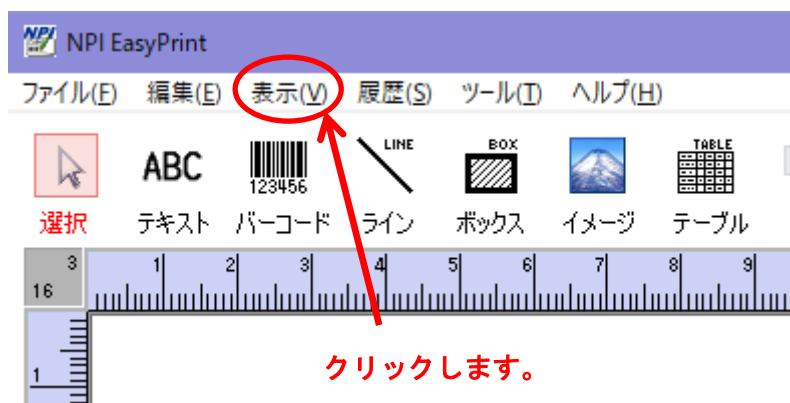 NPI EasyPrint
ファイル(F) 編集(E) 表示(V) 履歴(S) ツール(T) ヘルプ(H)
ABC 123456 LINE BOX TABLE
選択 テキスト バーコード ライン ボックス イメージ テーブル
3 1 2 3 4 5 6 7 8 9
16
1
クリックします。